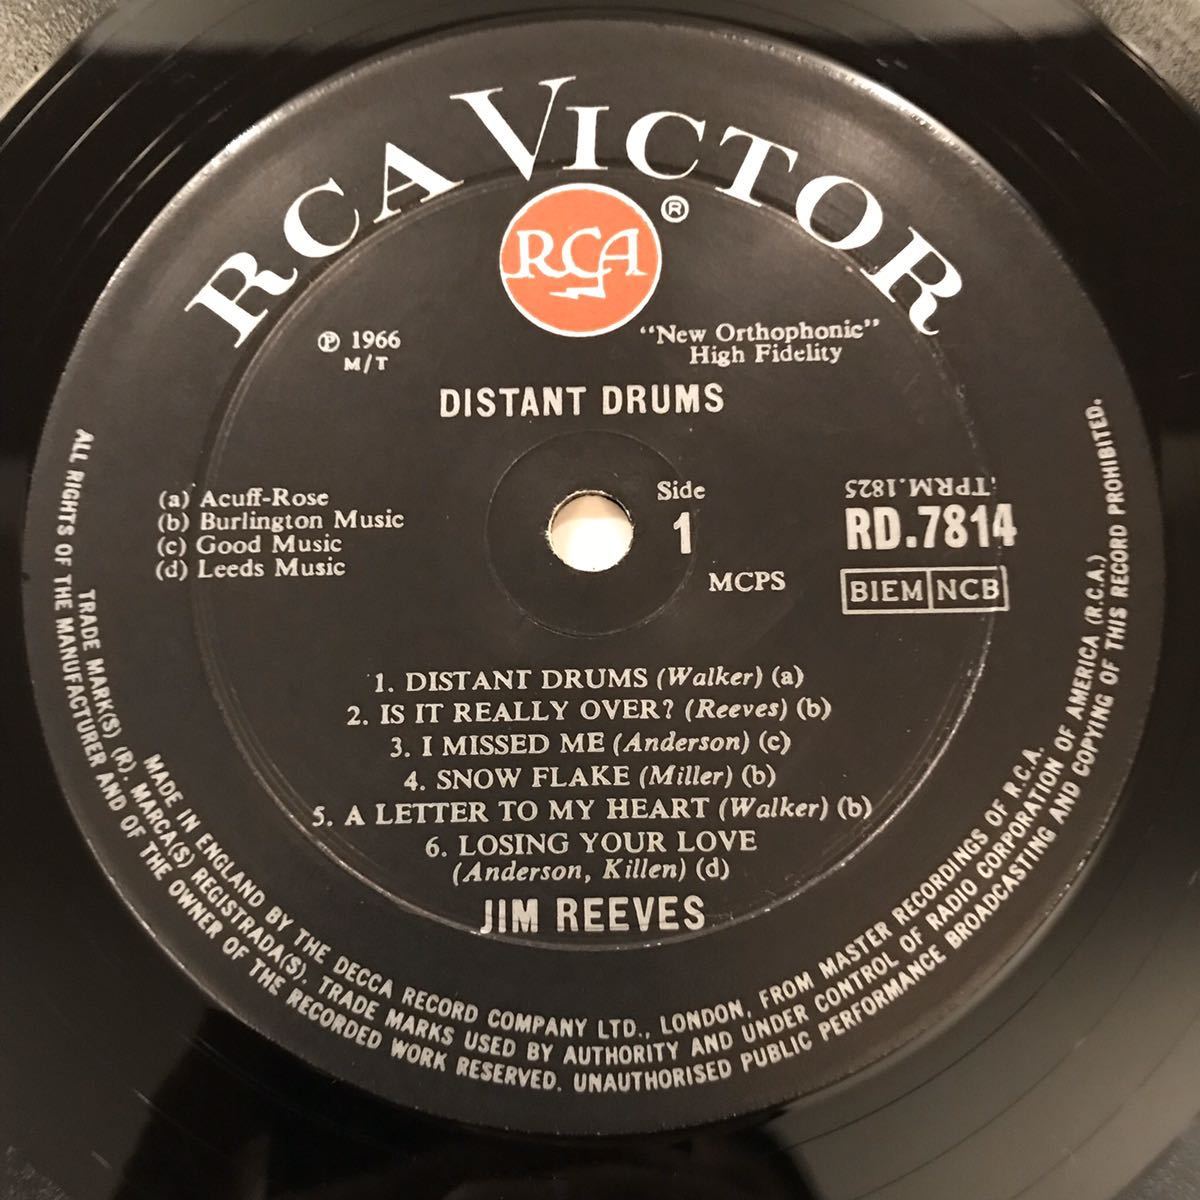 RCA VICTOR
RCA
®
℗ 1966
M/T
"New Orthophonic"
High Fidelity
DISTANT DRUMS
(a) Acuff-Rose
(b) Burlington Music
(c) Good Music
(d) Leeds Music
Side
1
MCPS
TPRM.1825
RD.7814
BIEM NCB
1. DISTANT DRUMS (Walker) (a)
2. IS IT REALLY OVER? (Reeves) (b)
3. I MISSED ME (Anderson) (c)
4. SNOW FLAKE (Miller) (b)
5. A LETTER TO MY HEART (Walker) (b)
6. LOSING YOUR LOVE
(Anderson, Killen) (d)
JIM REEVES
MADE IN ENGLAND BY THE DECCA RECORD COMPANY LTD., LONDON, FROM MASTER RECORDINGS OF R.C.A.
TRADE MARK(S) (R). MARCA(S) REGISTRADA(S). TRADE MARKS USED BY AUTHORITY AND UNDER CONTROL OF RADIO CORPORATION OF AMERICA (R.C.A.)
ALL RIGHTS OF THE MANUFACTURER AND OF THE OWNER OF THE RECORDED WORK RESERVED. UNAUTHORISED PUBLIC PERFORMANCE BROADCASTING AND COPYING OF THIS RECORD PROHIBITED.